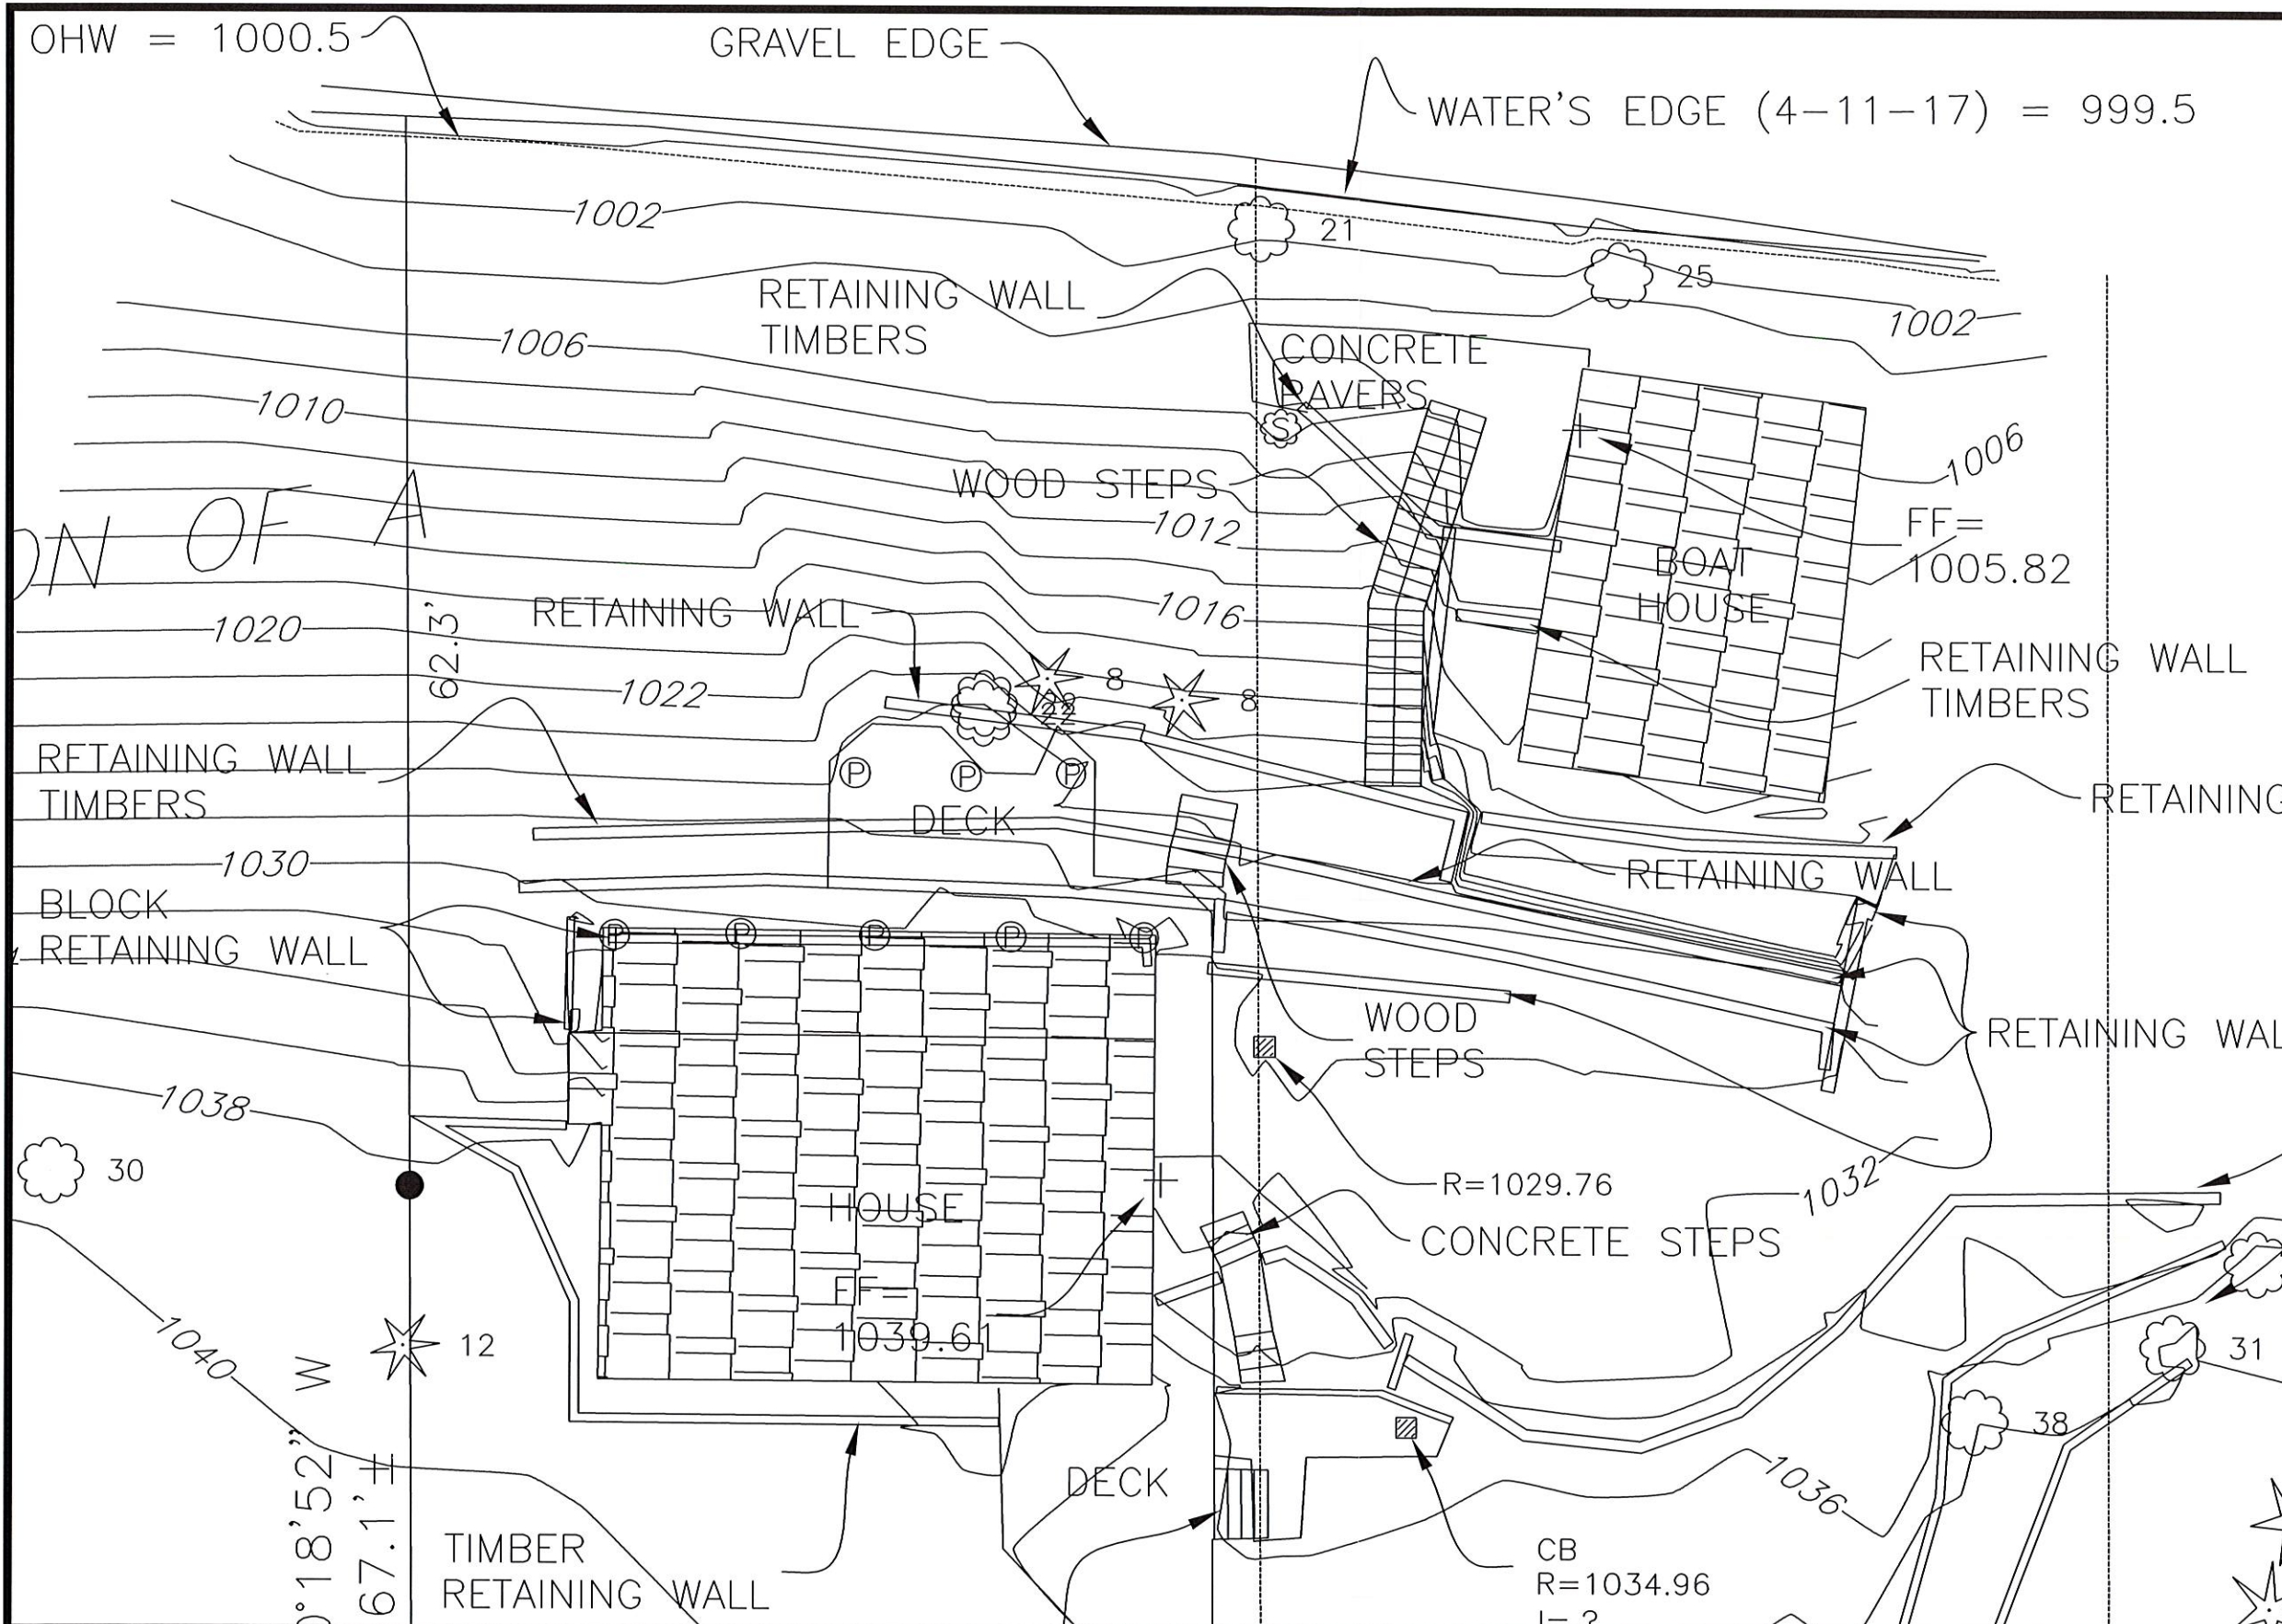 OHW = 1000.5
GRAVEL EDGE
WATER'S EDGE (4-11-17) = 999.5
1002
21
25
RETAINING WALL
TIMBERS
1002
1006
CONCRETE
PAVERS
1010
S
WOOD STEPS
1006
1012
FF=
1005.82
ON OF A
BOAT
HOUSE
1016
RETAINING WALL
1020
62.3'
RETAINING WALL
TIMBERS
8
22
8
1022
RETAINING WALL
TIMBERS
P
P
P
DECK
RETAINING
1030
RETAINING WALL
BLOCK
RETAINING WALL
P
P
P
P
P
WOOD
STEPS
RETAINING WAL
1038
30
R=1029.76
1032
HOUSE
CONCRETE STEPS
FF=
1039.61
1040
12
31
38
0°18'52" W
67.1'±
DECK
1036
TIMBER
RETAINING WALL
CB
R=1034.96
I=?